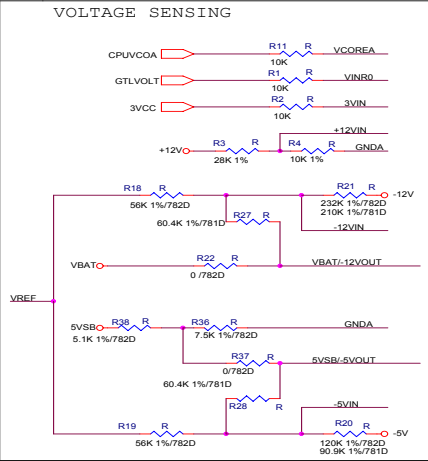 VOLTAGE SENSING
R11 R
CPUVCOA VCOREA
10K
R1 R
GTLVOLT VINR0
10K
R2 R
3VCC 3VIN
10K
+12VIN
R3 R R4 R
+12V GNDA
28K 1% 10K 1%
R18 R R21 R
-12V
56K 1%/782D 232K 1%/782D
R27 R 210K 1%/781D
60.4K 1%/781D
-12VIN
R22 R
VBAT VBAT/-12VOUT
0 /782D
VREF
R38 R R36 R
5VSB GNDA
5.1K 1%/782D 7.5K 1%/782D
R37 R 5VSB/-5VOUT
0/782D
60.4K 1%/781D
R28 R
-5VIN
R19 R R20 R
-5V
56K 1%/782D 120K 1%/782D
90.9K 1%/781D